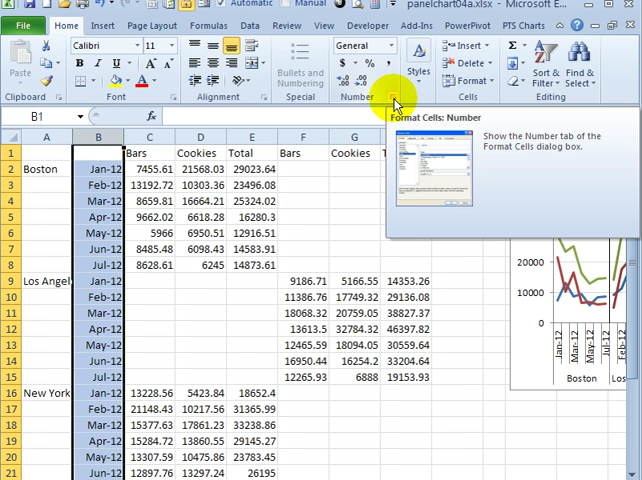 Automatic Manual panelchart04a.xlsx - Microsoft E...
File Home Insert Page Layout Formulas Data Review View Developer Add-Ins PowerPivot PTS Charts
Paste Calibri 11 B I U A A Bullets and Numbering General $ % , Styles Insert Delete Format Σ Sort & Filter Find & Select
Clipboard Font Alignment Special Number Cells Editing
B1 fx
Format Cells: Number
Show the Number tab of the
Format Cells dialog box.
A B C D E F G
1 Bars Cookies Total Bars Cookies T
2 Boston Jan-12 7455.61 21568.03 29023.64
3 Feb-12 13192.72 10303.36 23496.08
4 Mar-12 8659.81 16664.21 25324.02
5 Apr-12 9662.02 6618.28 16280.3
6 May-12 5966 6950.51 12916.51
7 Jun-12 8485.48 6098.43 14583.91
8 Jul-12 8628.61 6245 14873.61
9 Los Angel Jan-12 9186.71 5166.55 14353.26
10 Feb-12 11386.76 17749.32 29136.08
11 Mar-12 18068.32 20759.05 38827.37
12 Apr-12 13613.5 32784.32 46397.82
13 May-12 12465.59 18094.05 30559.64
14 Jun-12 16950.44 16254.2 33204.64
15 Jul-12 12265.93 6888 19153.93
16 New York Jan-12 13228.56 5423.84 18652.4
17 Feb-12 21148.43 10217.56 31365.99
18 Mar-12 15377.63 17861.23 33238.86
19 Apr-12 15284.72 13860.55 29145.27
20 May-12 13307.59 10475.86 23783.45
21 Jun-12 12897.76 13297.24 26195
20000
10000
0
Jan-12 Mar-12 May-12 Jul-12 Feb-12
Boston Los